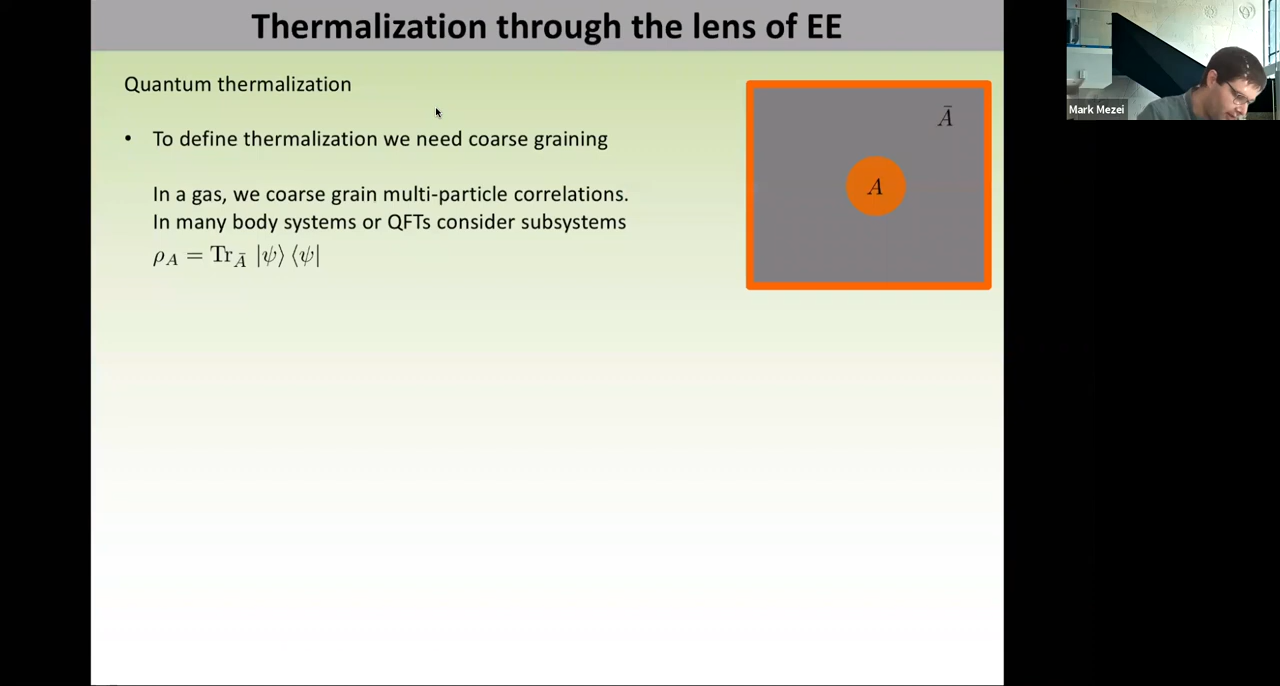 Thermalization through the lens of EE
Quantum thermalization
• To define thermalization we need coarse graining
In a gas, we coarse grain multi-particle correlations.
In many body systems or QFTs consider subsystems
ρ_A = Tr_Ā |ψ⟩ ⟨ψ|
Ā
A
Mark Mezei